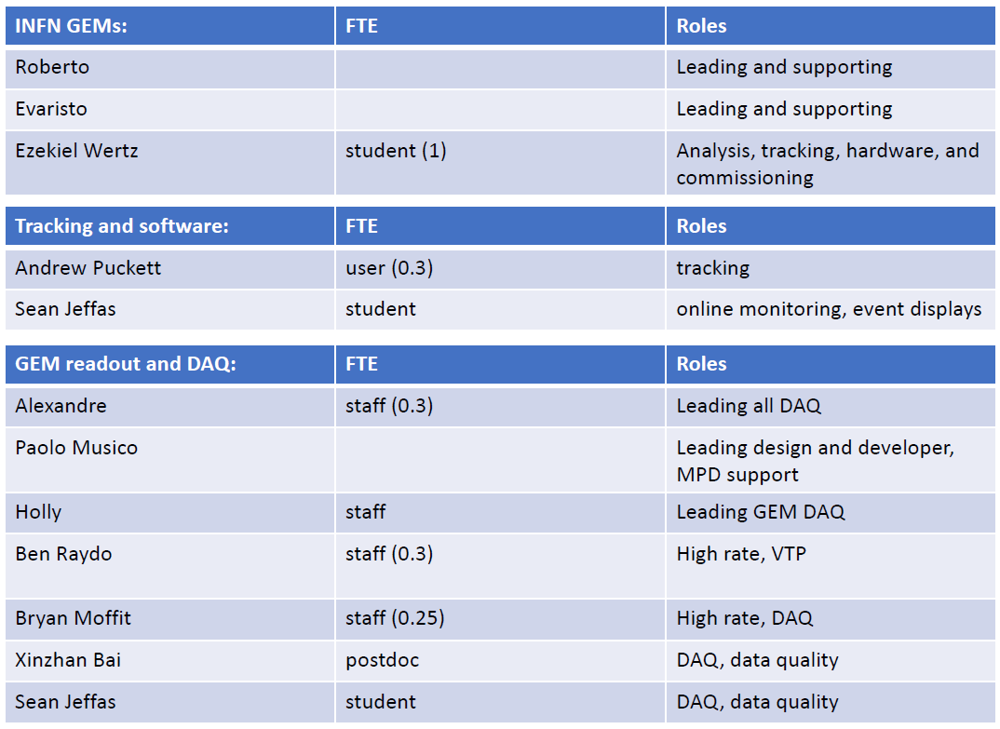 INFN GEMs: FTE Roles
Roberto Leading and supporting
Evaristo Leading and supporting
Ezekiel Wertz student (1) Analysis, tracking, hardware, and
commissioning
Tracking and software: FTE Roles
Andrew Puckett user (0.3) tracking
Sean Jeffas student online monitoring, event displays
GEM readout and DAQ: FTE Roles
Alexandre staff (0.3) Leading all DAQ
Paolo Musico Leading design and developer,
MPD support
Holly staff Leading GEM DAQ
Ben Raydo staff (0.3) High rate, VTP
Bryan Moffit staff (0.25) High rate, DAQ
Xinzhan Bai postdoc DAQ, data quality
Sean Jeffas student DAQ, data quality